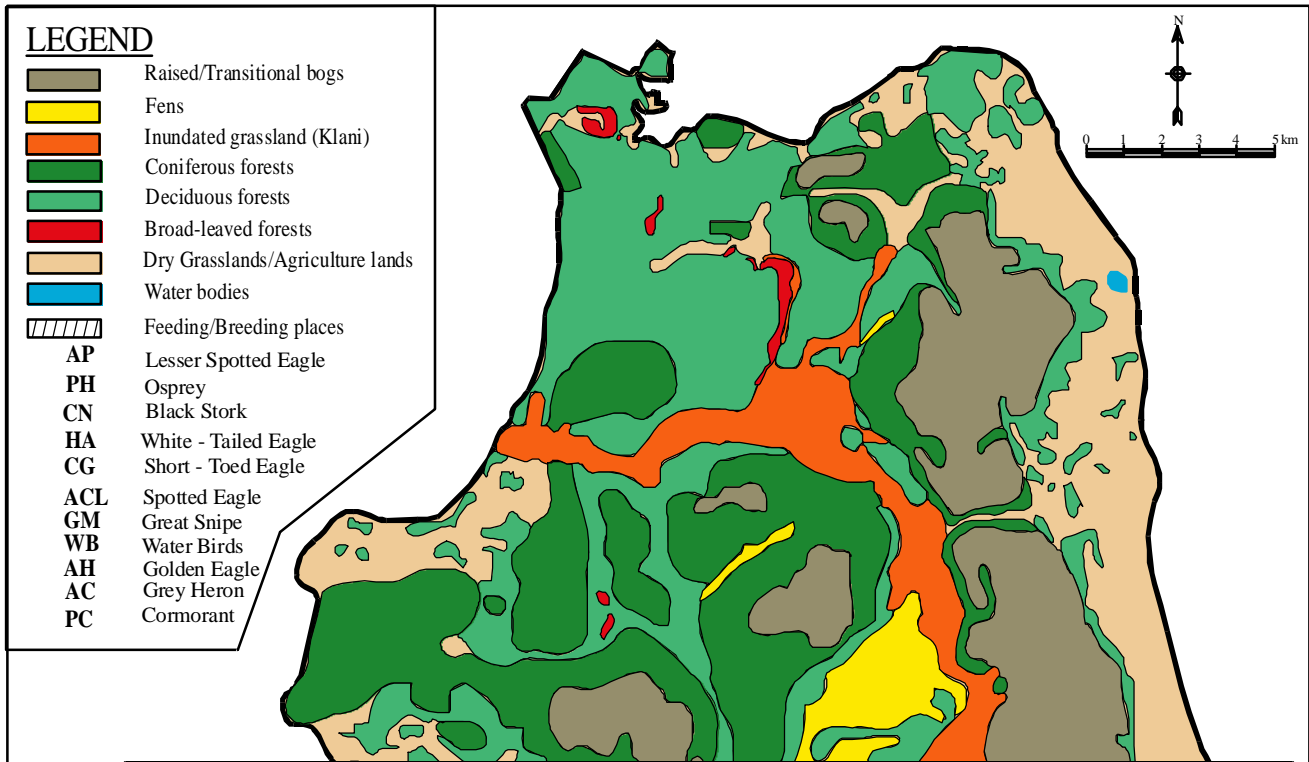 LEGEND
Raised/Transitional bogs
Fens
Inundated grassland (Klani)
Coniferous forests
Deciduous forests
Broad-leaved forests
Dry Grasslands/Agriculture lands
Water bodies
Feeding/Breeding places
AP Lesser Spotted Eagle
PH Osprey
CN Black Stork
HA White - Tailed Eagle
CG Short - Toed Eagle
ACL Spotted Eagle
GM Great Snipe
WB Water Birds
AH Golden Eagle
AC Grey Heron
PC Cormorant
N
0 1 2 3 4 5 km